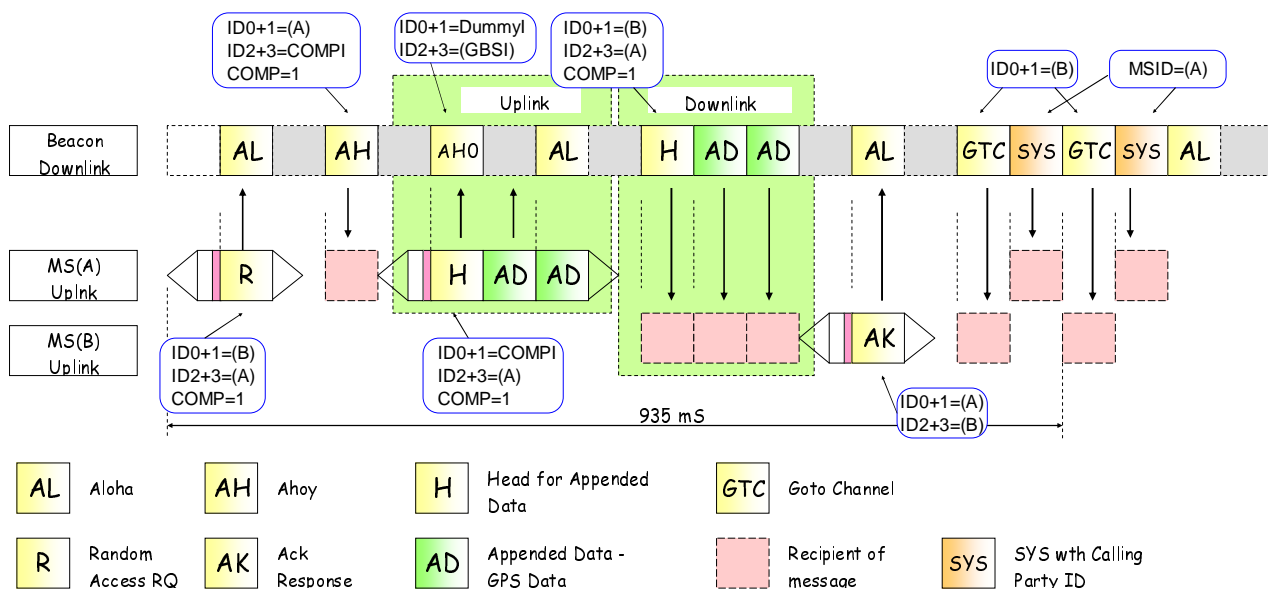 ID0+1=(A)
ID2+3=COMPI
COMP=1
ID0+1=DummyI
ID2+3=(GBSI)
ID0+1=(B)
ID2+3=(A)
COMP=1
ID0+1=(B)
MSID=(A)
Uplink
Downlink
Beacon
Downlink
AL
AH
AH0
AL
H
AD
AD
AL
GTC
SYS
GTC
SYS
AL
MS(A)
Uplnk
R
H
AD
AD
MS(B)
Uplink
AK
ID0+1=(B)
ID2+3=(A)
COMP=1
ID0+1=COMPI
ID2+3=(A)
COMP=1
ID0+1=(A)
ID2+3=(B)
935 mS
AL
Aloha
AH
Ahoy
H
Head for Appended
Data
GTC
Goto Channel
R
Random
Access RQ
AK
Ack
Response
AD
Appended Data -
GPS Data
Recipient of
message
SYS
SYS wth Calling
Party ID